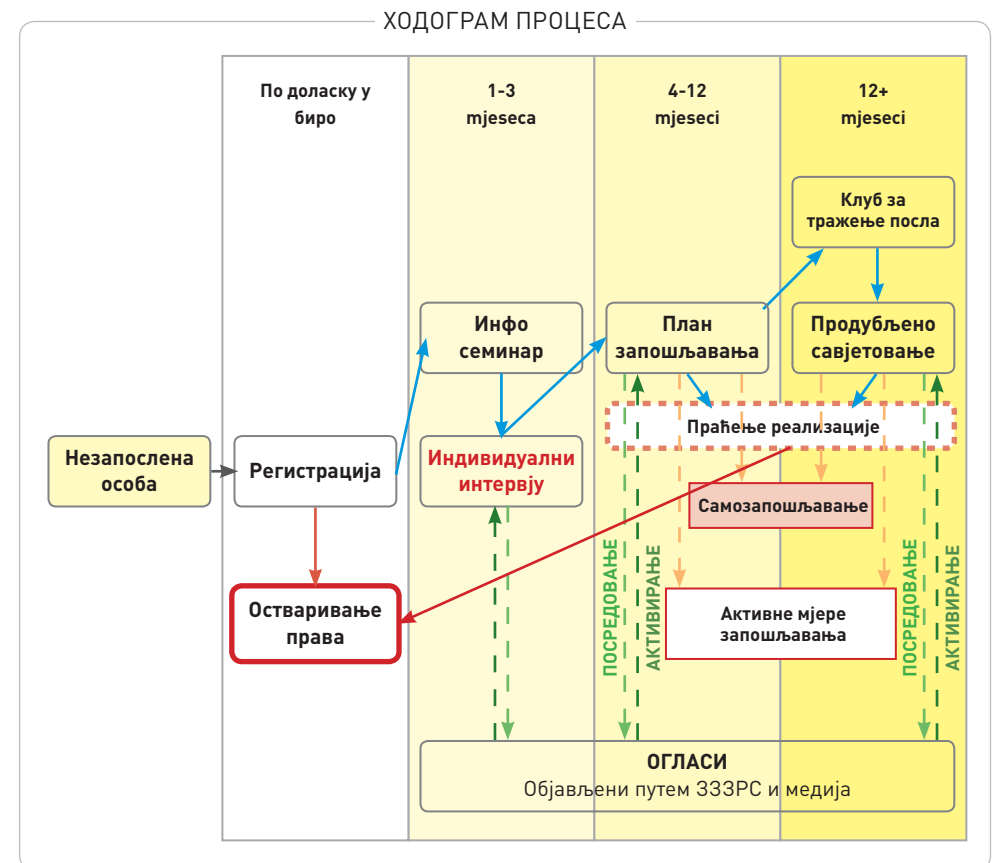 ХОДОГРАМ ПРОЦЕСА
По доласку у
биро
1-3
mjeseca
4-12
mjeseci
12+
mjeseci
Клуб за
тражење посла
Инфо
семинар
План
запошљавања
Продубљено
савјетовање
Праћење реализације
Незапослена
особа
Регистрација
Индивидуални
интервју
Самозапошљавање
Остваривање
права
Активне мјере
запошљавања
ПОСРЕДОВАЊЕ
АКТИВИРАЊЕ
ПОСРЕДОВАЊЕ
АКТИВИРАЊЕ
ОГЛАСИ
Објављени путем ЗЗЗРС и медија